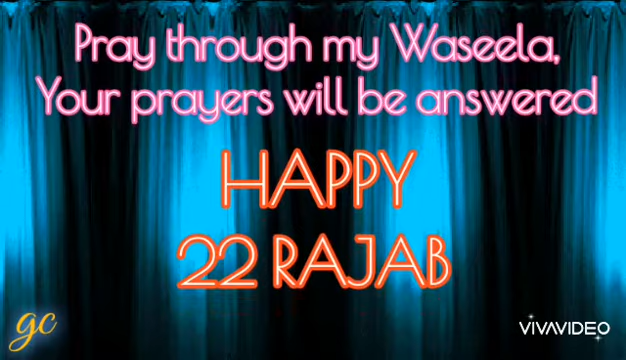 Pray through my Waseela,
Your prayers will be answered
HAPPY
22 RAJAB
gc
VIVAVIDEO